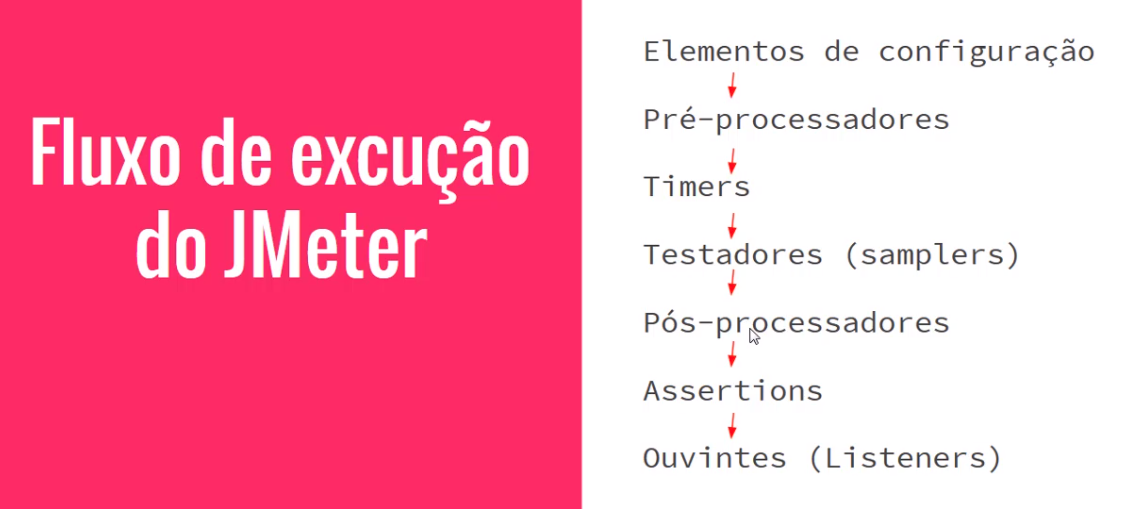 Fluxo de excução
do JMeter
Elementos de configuração
Pré-processadores
Timers
Testadores (samplers)
Pós-processadores
Assertions
Ouvintes (Listeners)